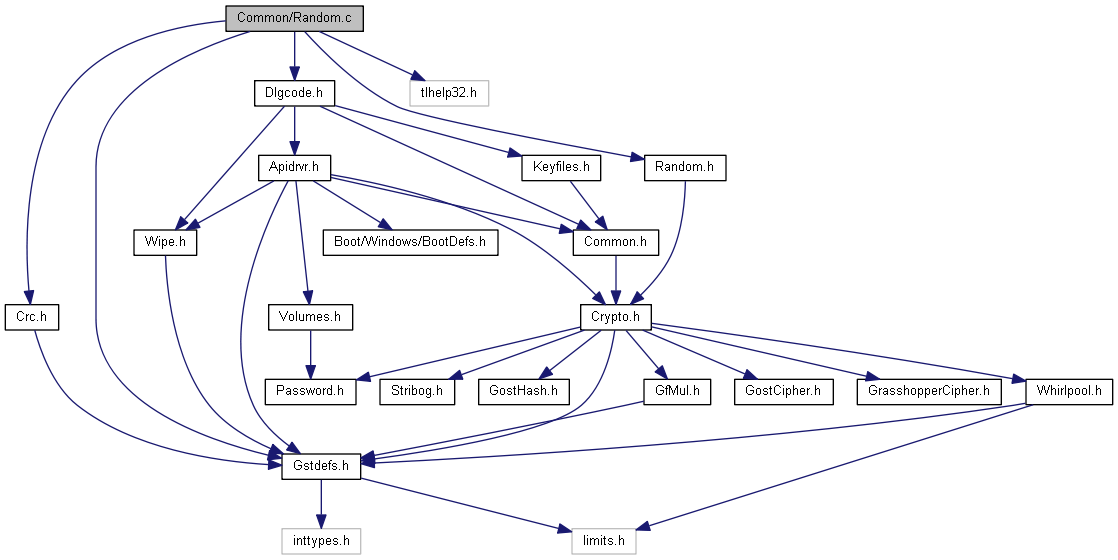 Common/Random.c
Dlgcode.h
tlhelp32.h
Apidrvr.h
Keyfiles.h
Random.h
Wipe.h
Boot/Windows/BootDefs.h
Common.h
Crc.h
Volumes.h
Crypto.h
Password.h
Stribog.h
GostHash.h
GfMul.h
GostCipher.h
GrasshopperCipher.h
Whirlpool.h
Gstdefs.h
inttypes.h
limits.h